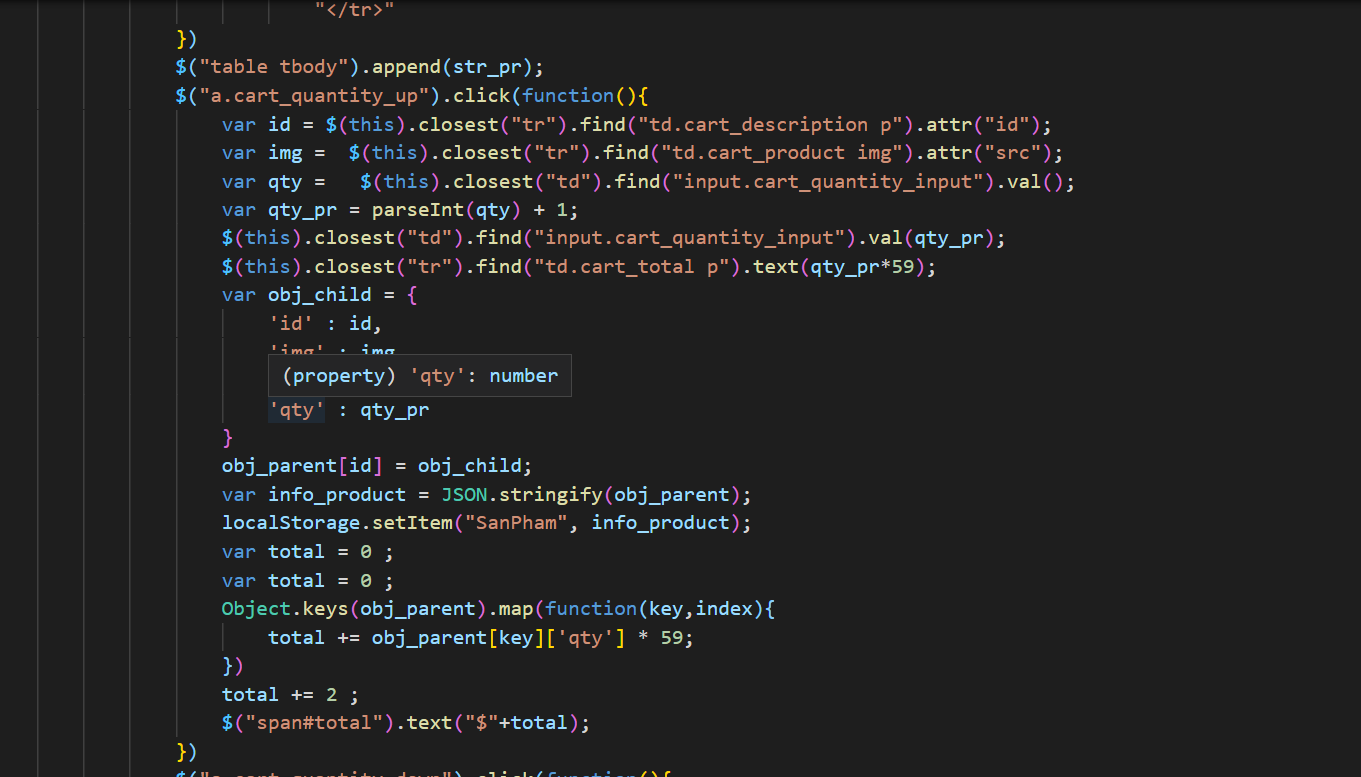 "</tr>"
})
$("table tbody").append(str_pr);
$("a.cart_quantity_up").click(function(){
var id = $(this).closest("tr").find("td.cart_description p").attr("id");
var img =  $(this).closest("tr").find("td.cart_product img").attr("src");
var qty =   $(this).closest("td").find("input.cart_quantity_input").val();
var qty_pr = parseInt(qty) + 1;
$(this).closest("td").find("input.cart_quantity_input").val(qty_pr);
$(this).closest("tr").find("td.cart_total p").text(qty_pr*59);
var obj_child = {
'id' : id,
'img' : img
(property) 'qty': number
'qty' : qty_pr
}
obj_parent[id] = obj_child;
var info_product = JSON.stringify(obj_parent);
localStorage.setItem("SanPham", info_product);
var total = 0 ;
var total = 0 ;
Object.keys(obj_parent).map(function(key,index){
total += obj_parent[key]['qty'] * 59;
})
total += 2 ;
$("span#total").text("$"+total);
})
$("a.cart_quantity_down").click(function(){